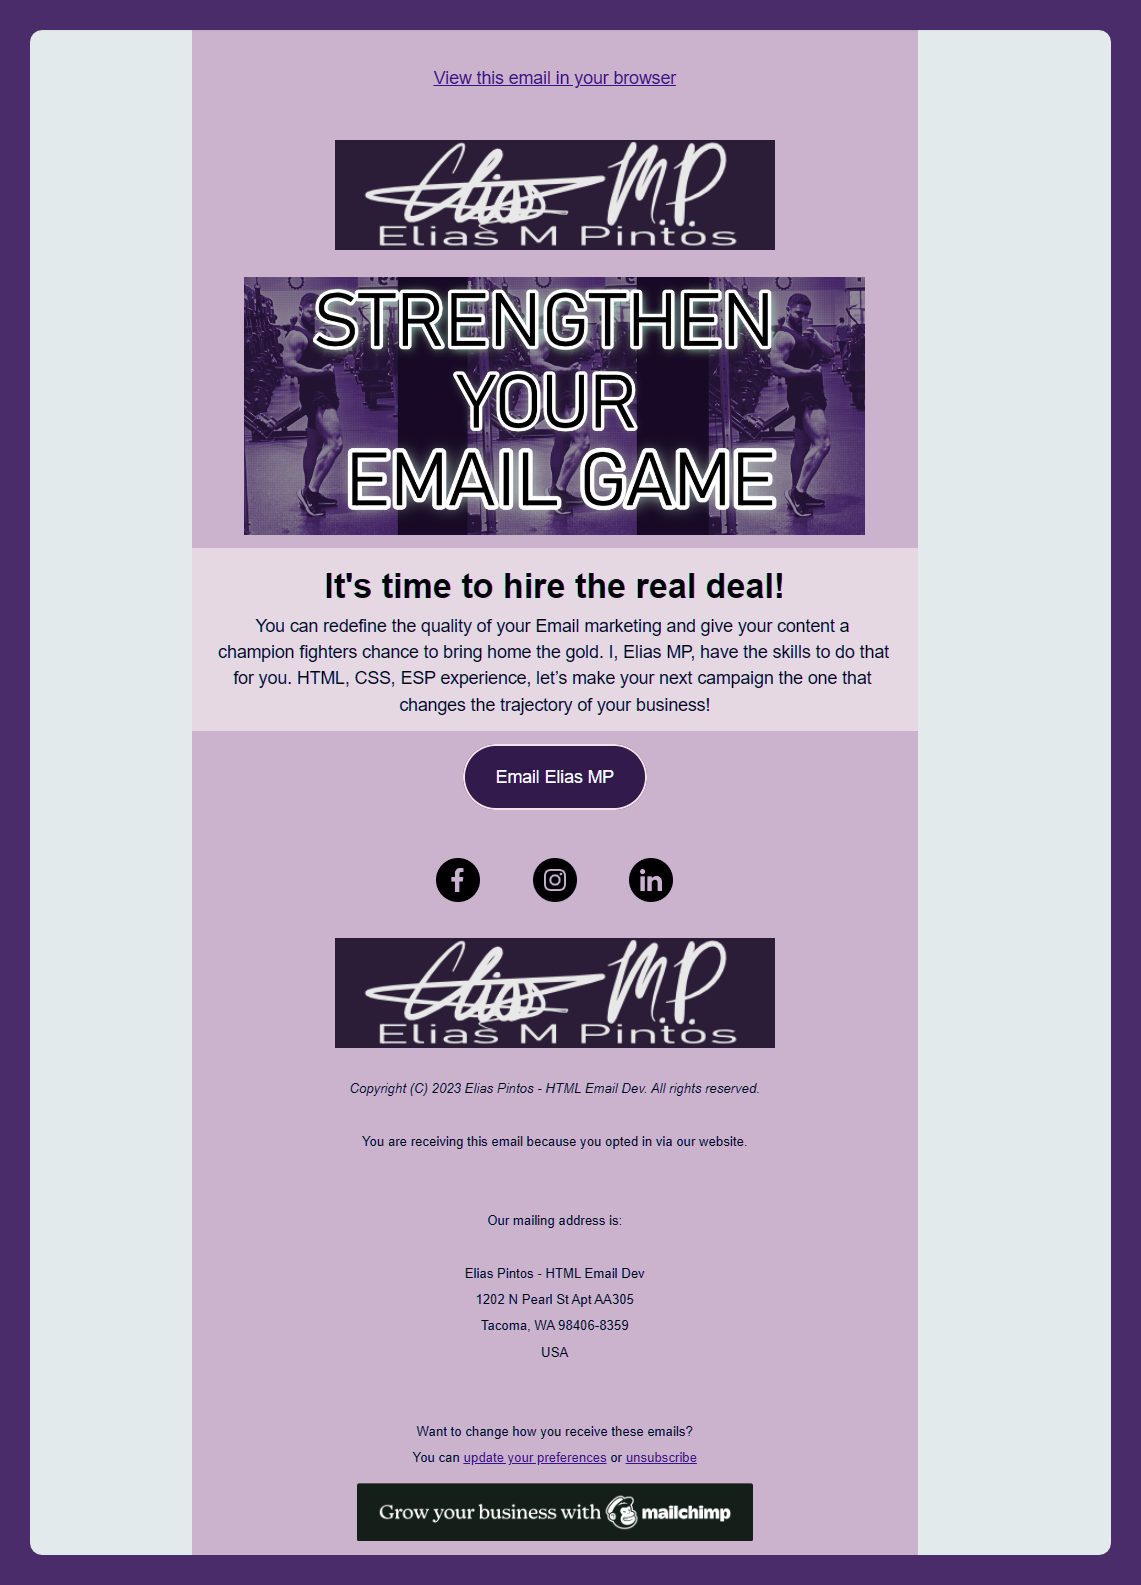 View this email in your browser
Elias M.P.
Elias M Pintos
STRENGTHEN
YOUR
EMAIL GAME
It's time to hire the real deal!
You can redefine the quality of your Email marketing and give your content a
champion fighters chance to bring home the gold. I, Elias MP, have the skills to do that
for you. HTML, CSS, ESP experience, let’s make your next campaign the one that
changes the trajectory of your business!
Email Elias MP
Elias M.P.
Elias M Pintos
Copyright (C) 2023 Elias Pintos - HTML Email Dev. All rights reserved.
You are receiving this email because you opted in via our website.
Our mailing address is:
Elias Pintos - HTML Email Dev
1202 N Pearl St Apt AA305
Tacoma, WA 98406-8359
USA
Want to change how you receive these emails?
You can update your preferences or unsubscribe
Grow your business with mailchimp